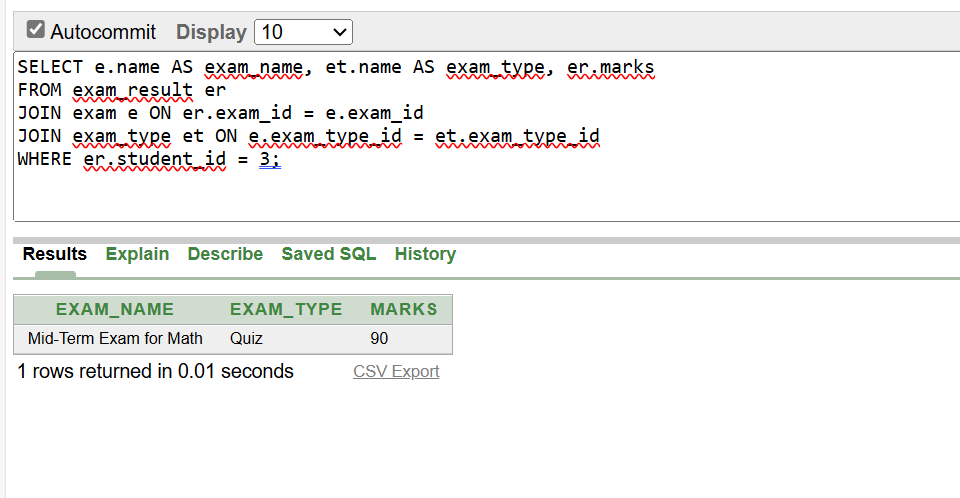 Autocommit Display 10
SELECT e.name AS exam_name, et.name AS exam_type, er.marks
FROM exam_result er
JOIN exam e ON er.exam_id = e.exam_id
JOIN exam_type et ON e.exam_type_id = et.exam_type_id
WHERE er.student_id = 3;
Results Explain Describe Saved SQL History
EXAM_NAME EXAM_TYPE MARKS
Mid-Term Exam for Math Quiz 90
1 rows returned in 0.01 seconds CSV Export